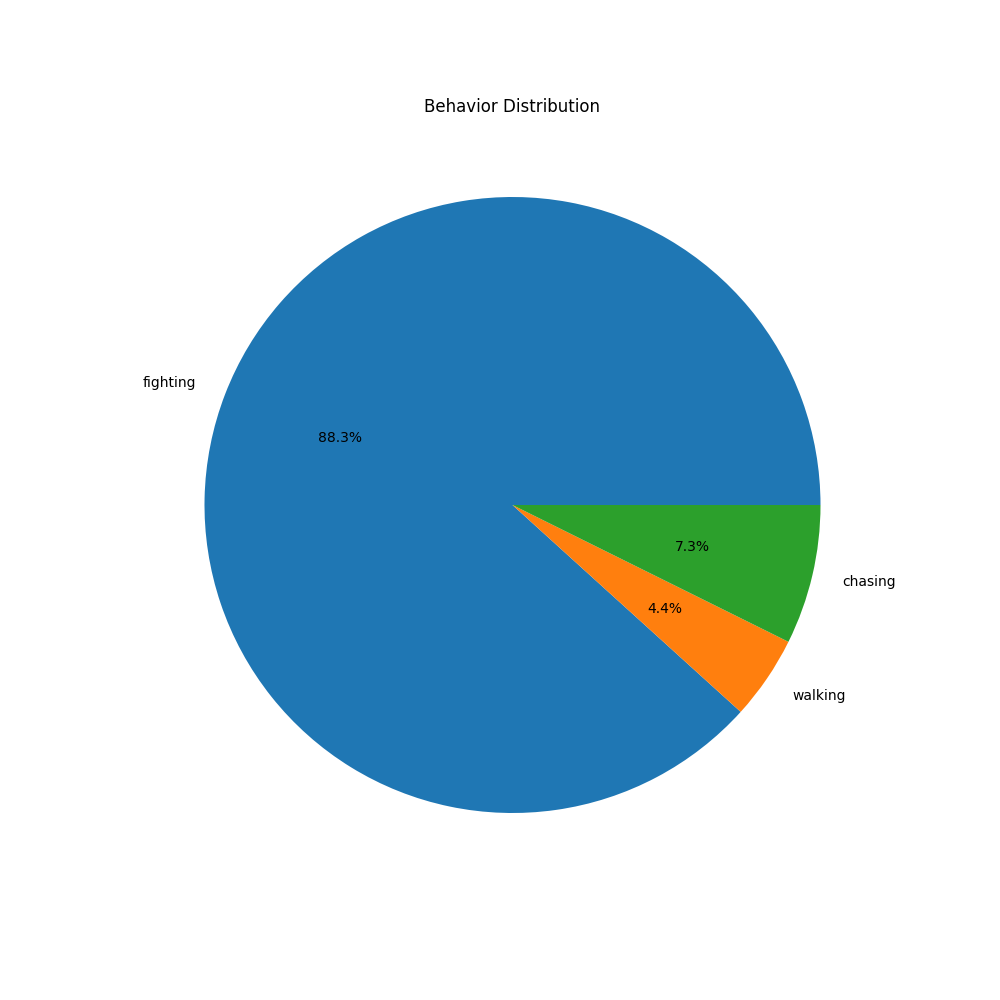 Behavior Distribution
fighting
88.3%
7.3%
chasing
4.4%
walking